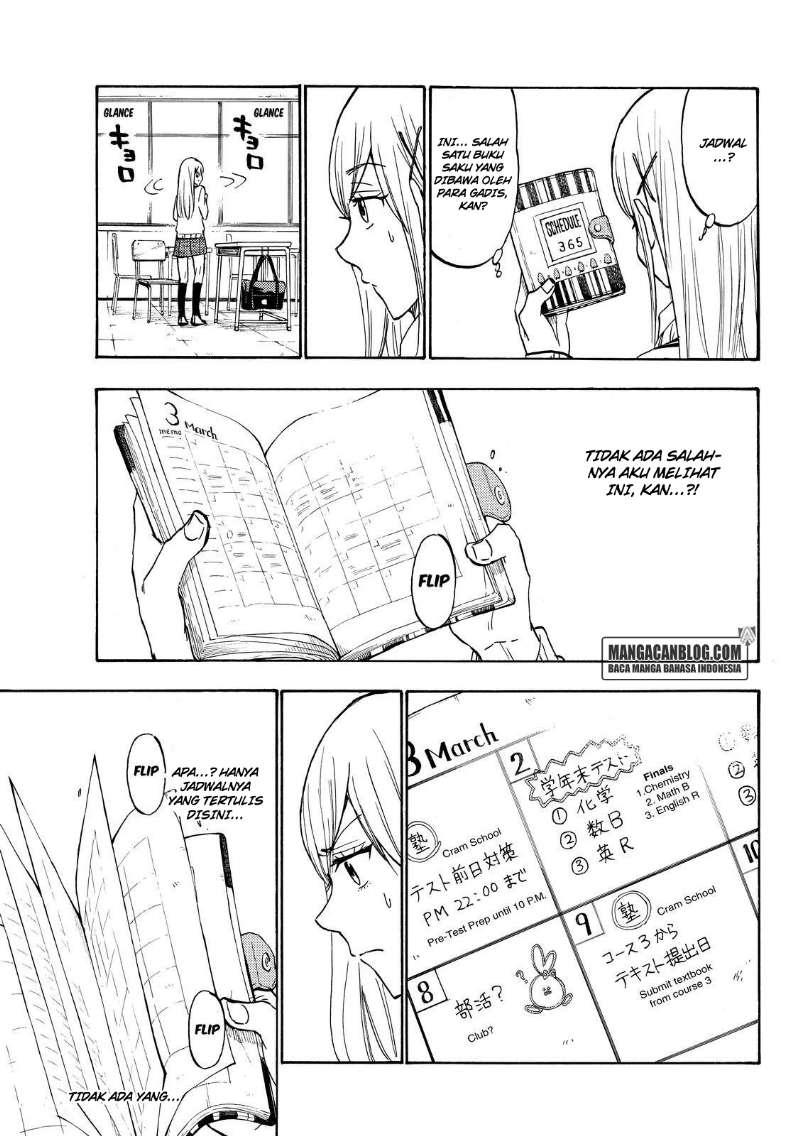 JADWAL
...?
INI... SALAH
SATU BUKU
SAKU YANG
DIBAWA OLEH
PARA GADIS,
KAN?
SCHEDULE
365
GLANCE
キョロ
GLANCE
キョロ
TIDAK ADA SALAH-
NYA AKU MELIHAT
INI, KAN...?!
3 March
memo
FLIP
MANGACANBLOG.COM
BACA MANGA BAHASA INDONESIA
3 March
2
学年末テスト
① 化学
② 数B
③ 英R
Finals
1.Chemistry
2. Math B
3. English R
②
③
塾
Cram School
テスト前日対策
PM 22:00 まで
Pre-Test Prep until 10 P.M.
8
部活?
?
Club?
9
塾
Cram School
コース3から
テキスト提出日
Submit textbook
from course 3
10
FLIP
APA...? HANYA
JADWALNYA
YANG TERTULIS
DISINI...
FLIP
TIDAK ADA YANG...